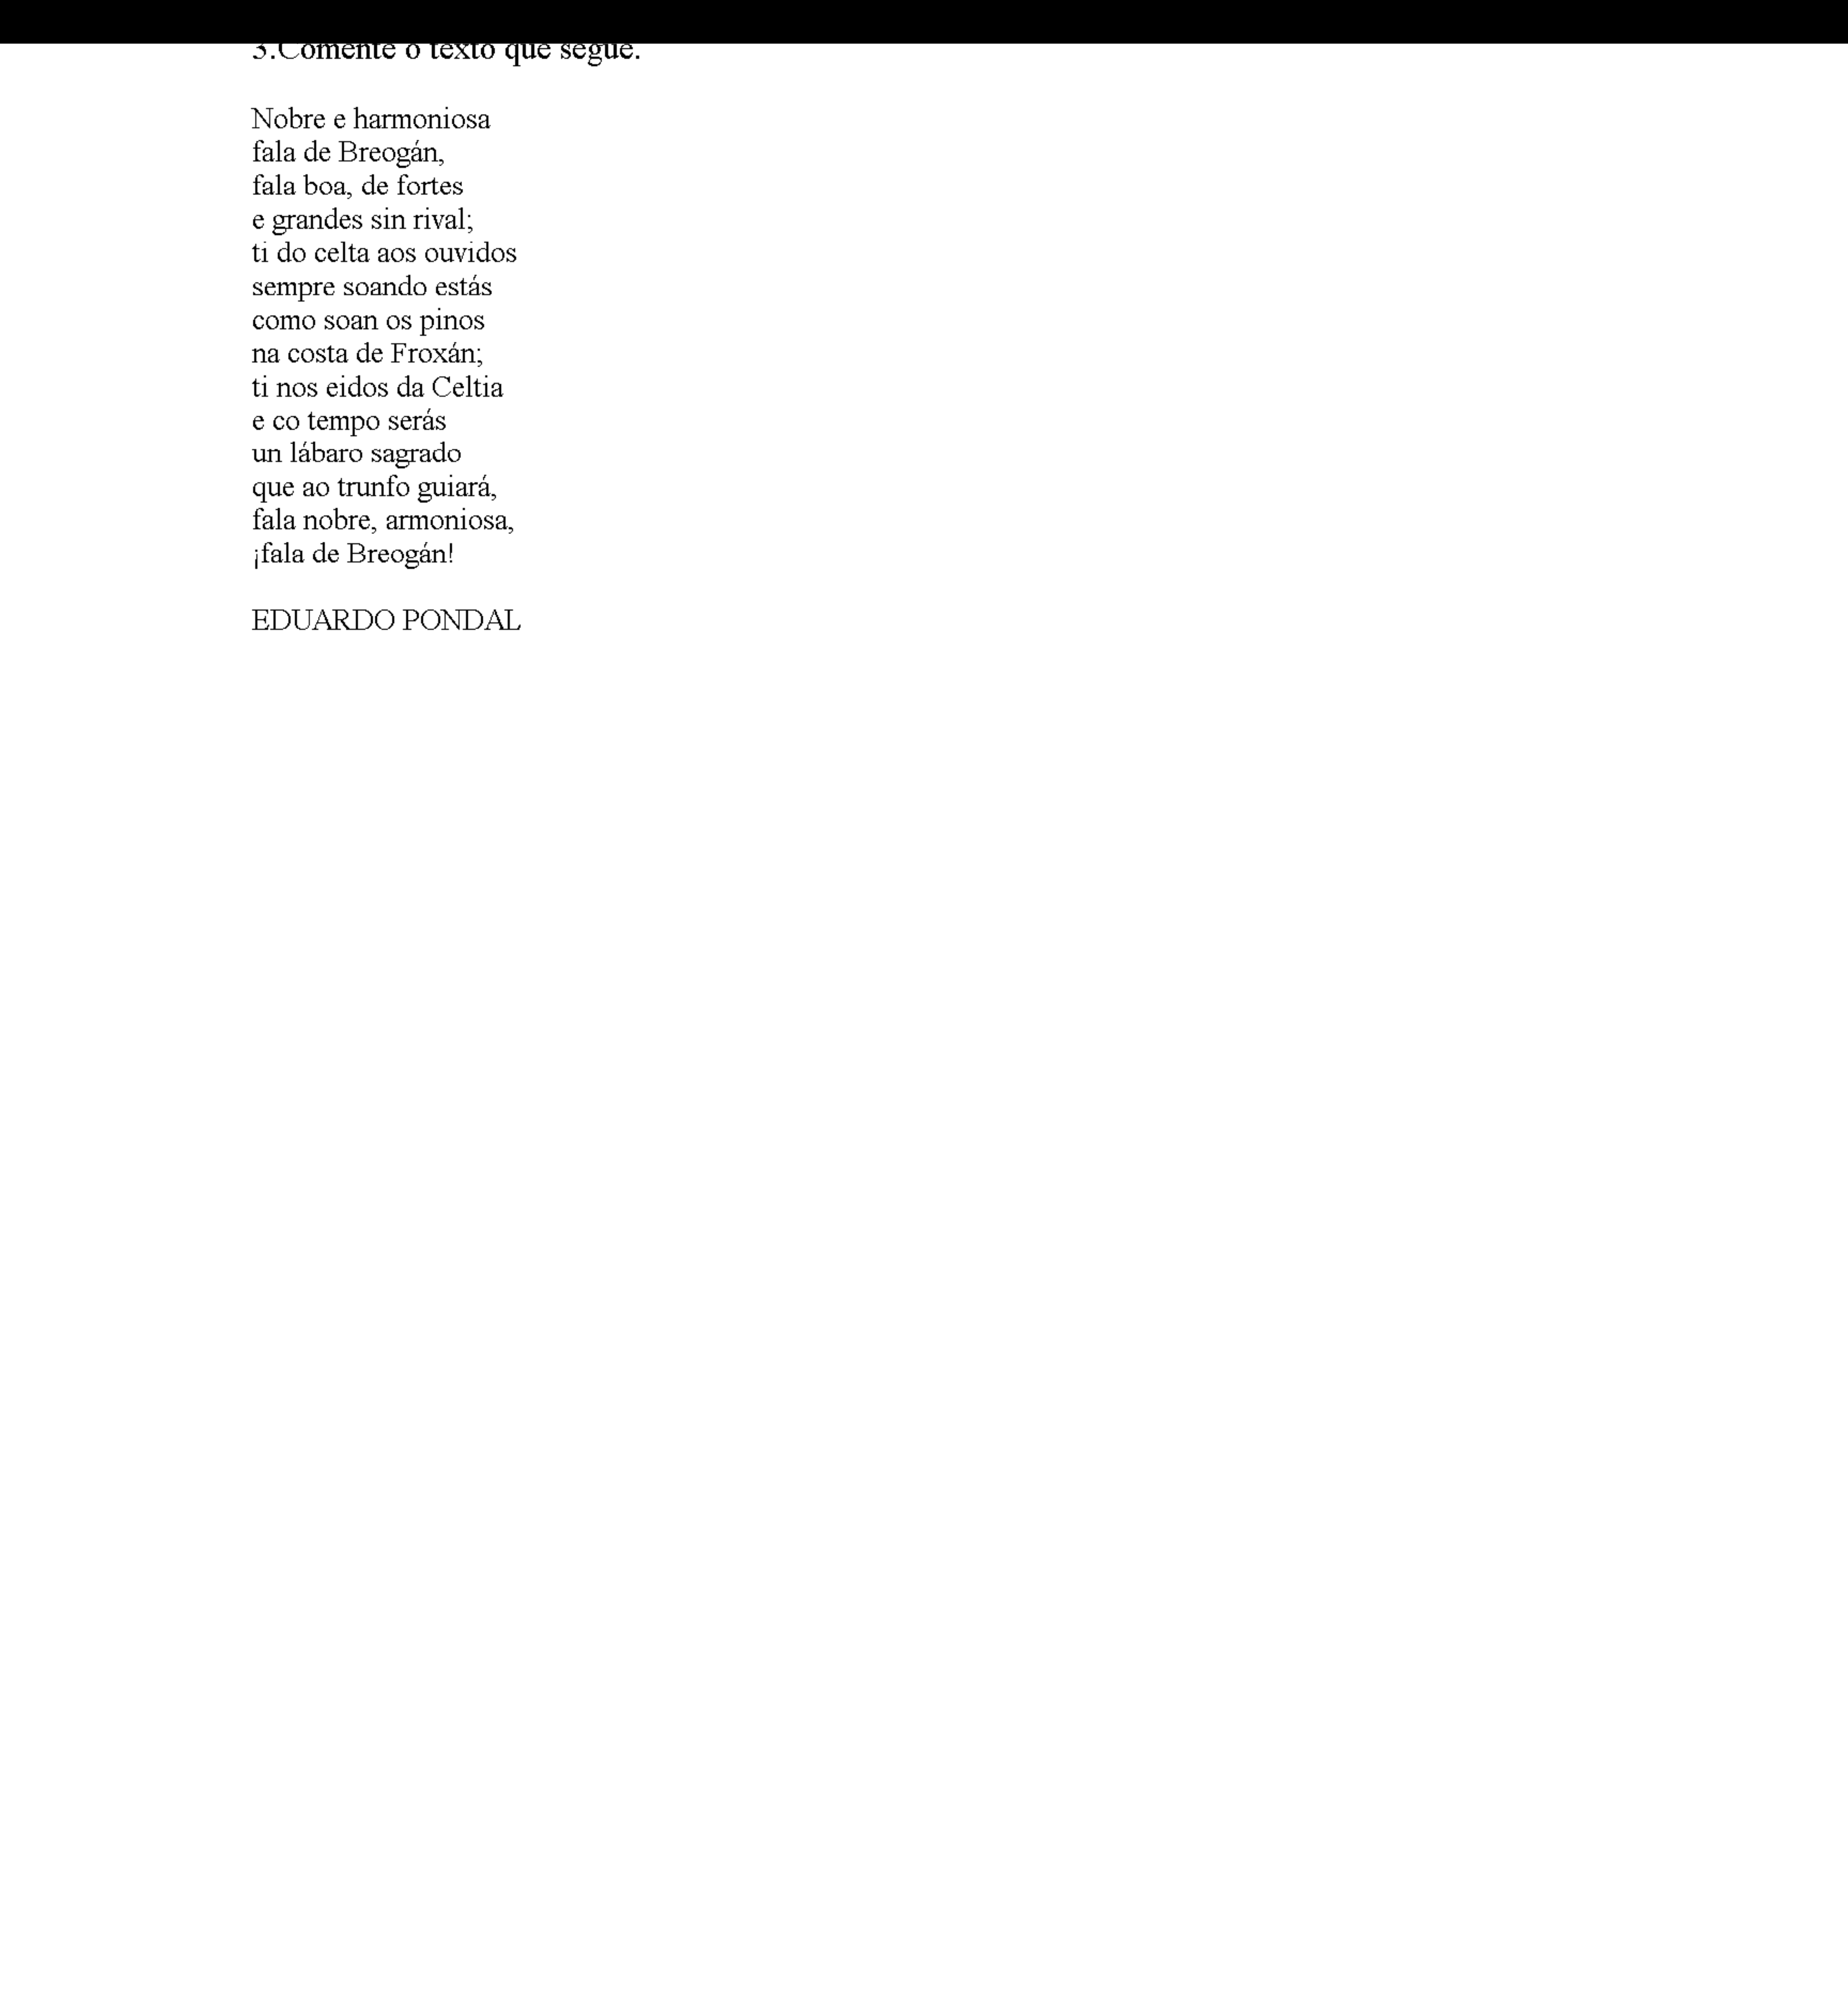 3.Comente o texto que segue.
Nobre e harmoniosa
fala de Breogán,
fala boa, de fortes
e grandes sin rival;
ti do celta aos ouvidos
sempre soando estás
como soan os pinos
na costa de Froxán;
ti nos eidos da Celtia
e co tempo serás
un lábaro sagrado
que ao trunfo guiará,
fala nobre, armoniosa,
¡fala de Breogán!
EDUARDO PONDAL